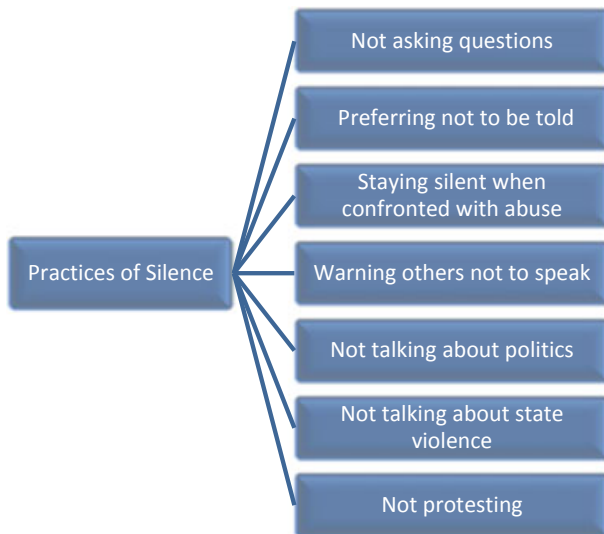 Practices of Silence
Not asking questions
Preferring not to be told
Staying silent when
confronted with abuse
Warning others not to speak
Not talking about politics
Not talking about state
violence
Not protesting